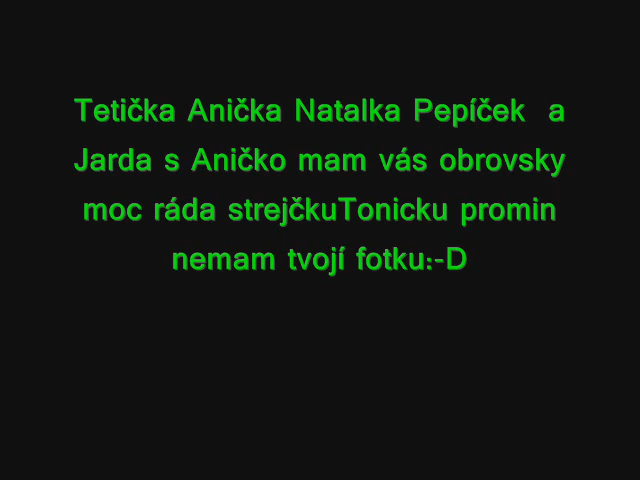 Tetička Anička Natalka Pepíček a
Jarda s Aničko mam vás obrovsky
moc ráda strejčkuTonicku promin
nemam tvojí fotku:-D